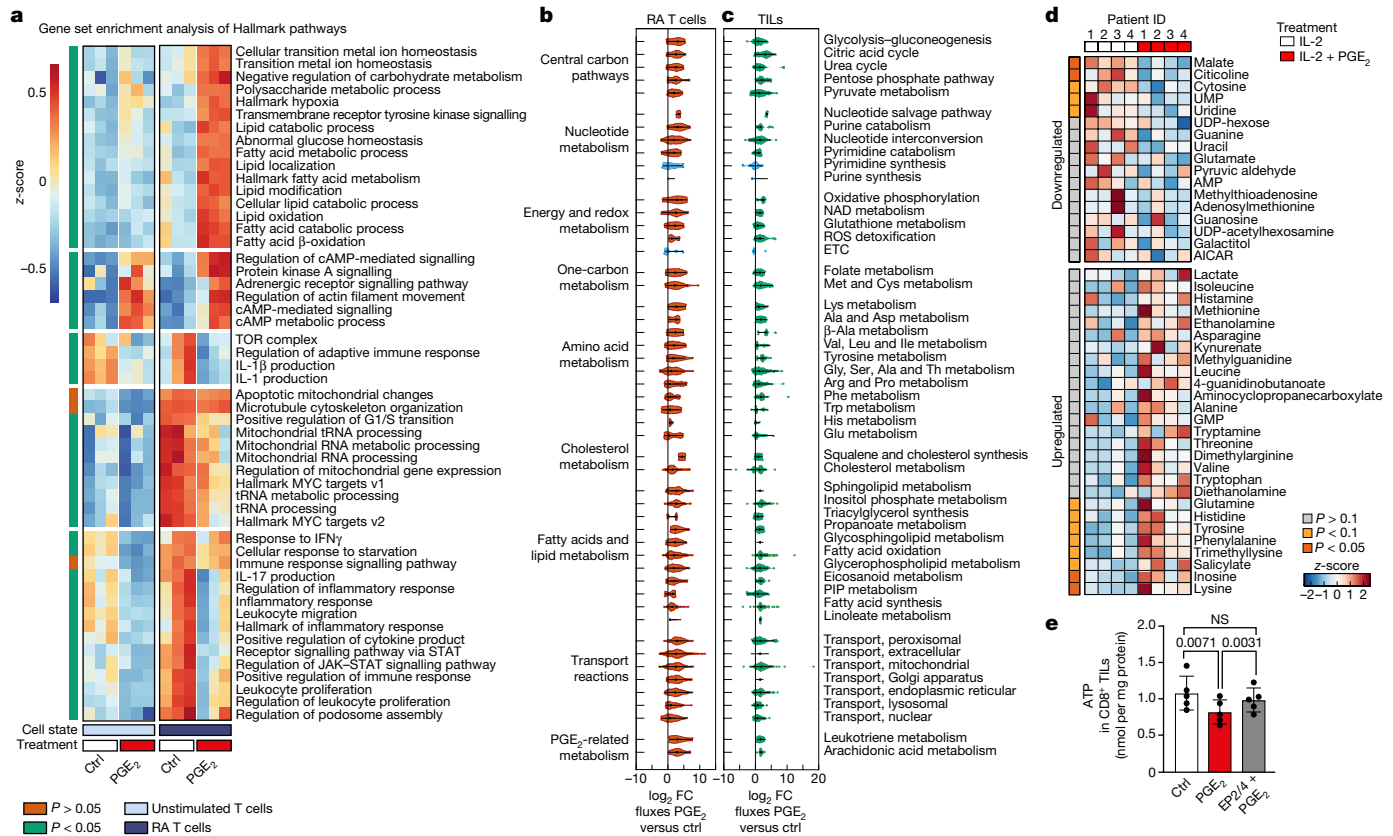 a
Gene set enrichment analysis of Hallmark pathways
0.5
0
−0.5
z-score
Cellular transition metal ion homeostasis
Transition metal ion homeostasis
Negative regulation of carbohydrate metabolism
Polysaccharide metabolic process
Hallmark hypoxia
Transmembrane receptor tyrosine kinase signalling
Lipid catabolic process
Abnormal glucose homeostasis
Fatty acid metabolic process
Lipid localization
Hallmark fatty acid metabolism
Lipid modification
Cellular lipid catabolic process
Lipid oxidation
Fatty acid catabolic process
Fatty acid β-oxidation
Regulation of cAMP-mediated signalling
Protein kinase A signalling
Adrenergic receptor signalling pathway
Regulation of actin filament movement
cAMP-mediated signalling
cAMP metabolic process
TOR complex
Regulation of adaptive immune response
IL-1β production
IL-1 production
Apoptotic mitochondrial changes
Microtubule cytoskeleton organization
Positive regulation of G1/S transition
Mitochondrial tRNA processing
Mitochondrial RNA metabolic processing
Mitochondrial RNA processing
Regulation of mitochondrial gene expression
Hallmark MYC targets v1
tRNA metabolic processing
tRNA processing
Hallmark MYC targets v2
Response to IFNγ
Cellular response to starvation
Immune response signalling pathway
IL-17 production
Regulation of inflammatory response
Inflammatory response
Leukocyte migration
Hallmark of inflammatory response
Positive regulation of cytokine product
Receptor signalling pathway via STAT
Regulation of JAK–STAT signalling pathway
Positive regulation of immune response
Leukocyte proliferation
Regulation of leukocyte proliferation
Regulation of podosome assembly
Cell state
Treatment
Ctrl
PGE2
Ctrl
PGE2
P > 0.05
P < 0.05
Unstimulated T cells
RA T cells
b
RA T cells
Central carbon
pathways
Nucleotide
metabolism
Energy and redox
metabolism
One-carbon
metabolism
Amino acid
metabolism
Cholesterol
metabolism
Fatty acids and
lipid metabolism
Transport
reactions
PGE2-related
metabolism
−10
0
10
log2 FC
fluxes PGE2
versus ctrl
c
TILs
Glycolysis–gluconeogenesis
Citric acid cycle
Urea cycle
Pentose phosphate pathway
Pyruvate metabolism
Nucleotide salvage pathway
Purine catabolism
Nucleotide interconversion
Pyrimidine catabolism
Pyrimidine synthesis
Purine synthesis
Oxidative phosphorylation
NAD metabolism
Glutathione metabolism
ROS detoxification
ETC
Folate metabolism
Met and Cys metabolism
Lys metabolism
Ala and Asp metabolism
β-Ala metabolism
Val, Leu and Ile metabolism
Tyrosine metabolism
Gly, Ser, Ala and Th metabolism
Arg and Pro metabolism
Phe metabolism
Trp metabolism
His metabolism
Glu metabolism
Squalene and cholesterol synthesis
Cholesterol metabolism
Sphingolipid metabolism
Inositol phosphate metabolism
Triacylglycerol synthesis
Propanoate metabolism
Glycosphingolipid metabolism
Fatty acid oxidation
Glycerophospholipid metabolism
Eicosanoid metabolism
PIP metabolism
Fatty acid synthesis
Linoleate metabolism
Transport, peroxisomal
Transport, extracellular
Transport, mitochondrial
Transport, Golgi apparatus
Transport, endoplasmic reticular
Transport, lysosomal
Transport, nuclear
Leukotriene metabolism
Arachidonic acid metabolism
−10
0
10
20
log2 FC
fluxes PGE2
versus ctrl
d
Patient ID
1 2 3 4 1 2 3 4
Treatment
IL-2
IL-2 + PGE2
Downregulated
Malate
Citicoline
Cytosine
UMP
Uridine
UDP-hexose
Guanine
Uracil
Glutamate
Pyruvic aldehyde
AMP
Methylthioadenosine
Adenosylmethionine
Guanosine
UDP-acetylhexosamine
Galactitol
AICAR
Upregulated
Lactate
Isoleucine
Histamine
Methionine
Ethanolamine
Asparagine
Kynurenate
Methylguanidine
Leucine
4-guanidinobutanoate
Aminocyclopropanecarboxylate
Alanine
GMP
Tryptamine
Threonine
Dimethylarginine
Valine
Tryptophan
Diethanolamine
Glutamine
Histidine
Tyrosine
Phenylalanine
Trimethyllysine
Salicylate
Inosine
Lysine
P > 0.1
P < 0.1
P < 0.05
z-score
−2 −1 0 1 2
e
NS
0.0071
0.0031
2.0
1.5
1.0
0.5
0
ATP
in CD8+ TILs
(nmol per mg protein)
Ctrl
PGE2
EP2/4 +
PGE2